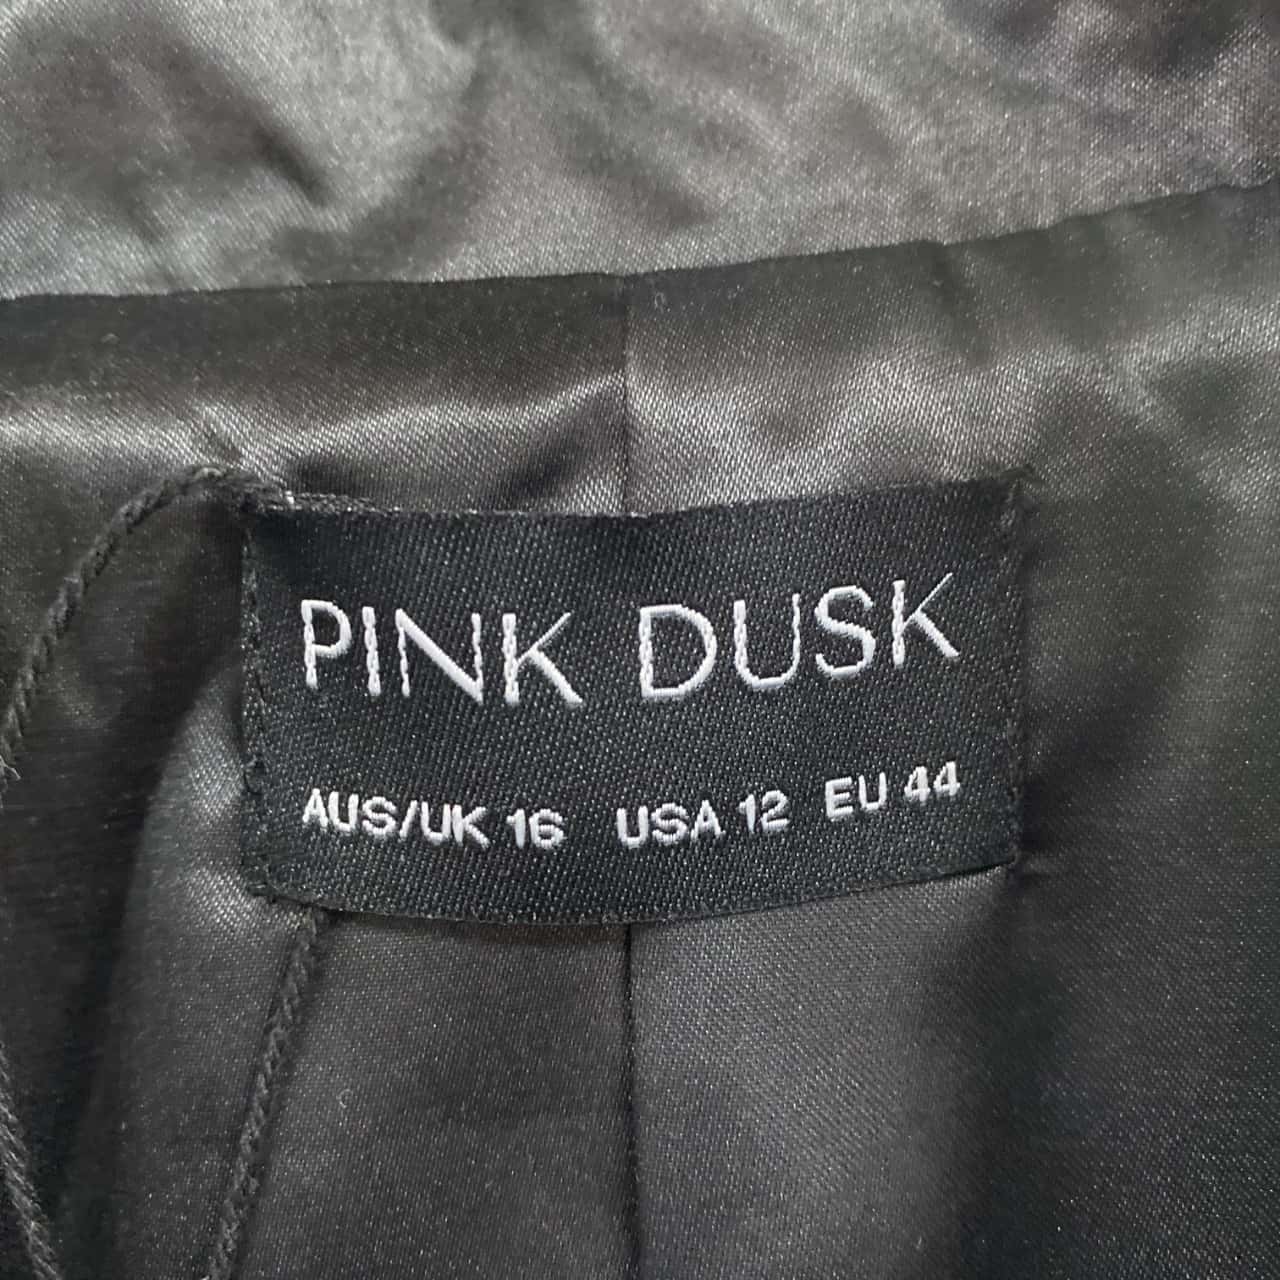 PINK DUSK
AUS/UK 16 USA 12 EU 44